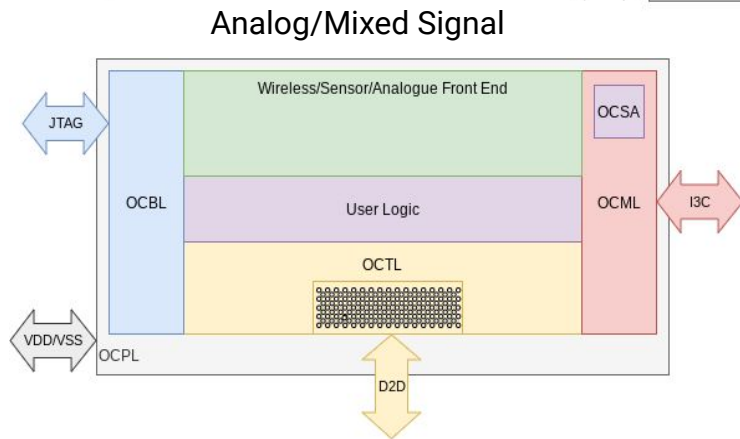 Analog/Mixed Signal
Wireless/Sensor/Analogue Front End
OCSA
JTAG
OCBL
User Logic
OCML
I3C
OCTL
VDD/VSS
OCPL
D2D